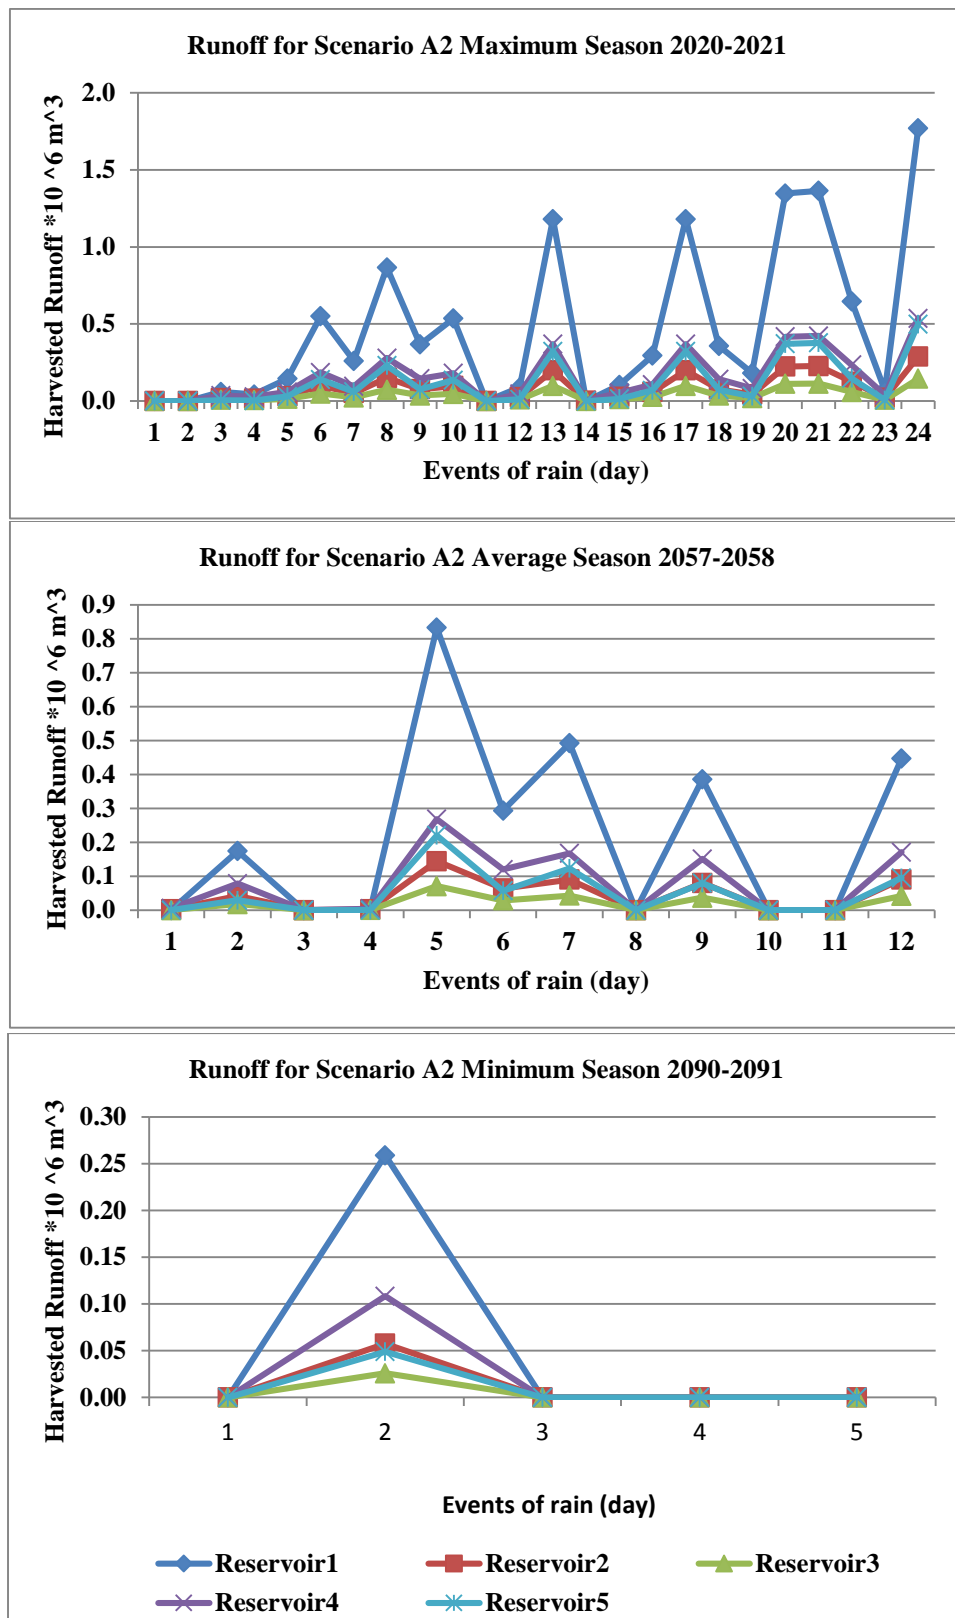 Runoff for Scenario A2 Maximum Season 2020-2021
Harvested Runoff *10 ^6 m^3
2.0
1.5
1.0
0.5
0.0
1 2 3 4 5 6 7 8 9 10 11 12 13 14 15 16 17 18 19 20 21 22 23 24
Events of rain (day)
Runoff for Scenario A2 Average Season 2057-2058
Harvested Runoff *10 ^6 m^3
0.9
0.8
0.7
0.6
0.5
0.4
0.3
0.2
0.1
0.0
1 2 3 4 5 6 7 8 9 10 11 12
Events of rain (day)
Runoff for Scenario A2 Minimum Season 2090-2091
Harvested Runoff *10 ^6 m^3
0.30
0.25
0.20
0.15
0.10
0.05
0.00
1 2 3 4 5
Events of rain (day)
Reservoir1 Reservoir2 Reservoir3
Reservoir4 Reservoir5